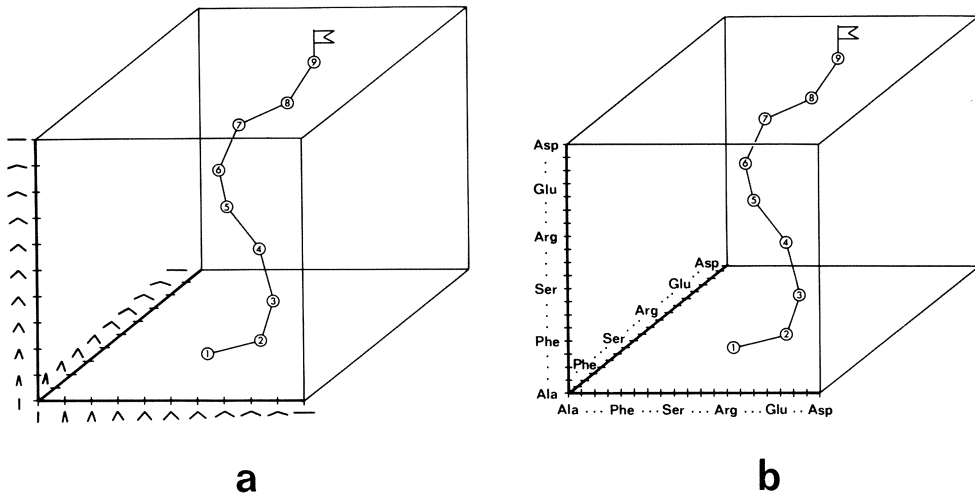 9
8
7
6
5
4
3
2
1
a
9
8
7
6
5
4
3
2
1
Asp
Glu
Arg
Ser
Phe
Ala
Asp
Glu
Arg
Ser
Phe
Ala ... Phe ... Ser ... Arg ... Glu .. Asp
b